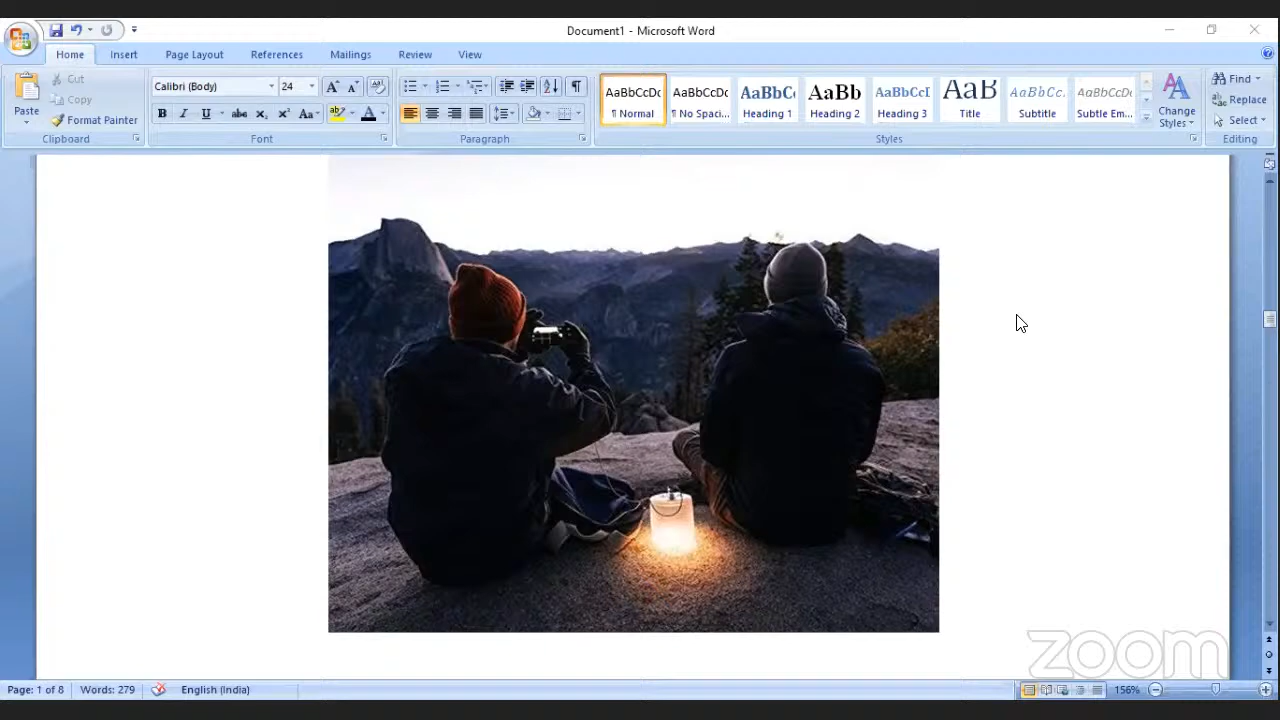 Document1 - Microsoft Word
Home Insert Page Layout References Mailings Review View
Paste
Cut
Copy
Format Painter
Clipboard
Calibri (Body) 24
Font
Paragraph
AaBbCcDc AaBbCcDc AaBbC AaBb AaBbCcI AaB AaBbCc. AaBbCcDc
¶ Normal ¶ No Spaci... Heading 1 Heading 2 Heading 3 Title Subtitle Subtle Em...
Styles
Change
Styles
Find
Replace
Select
Editing
zoom
Page: 1 of 8 Words: 279 English (India) 156%